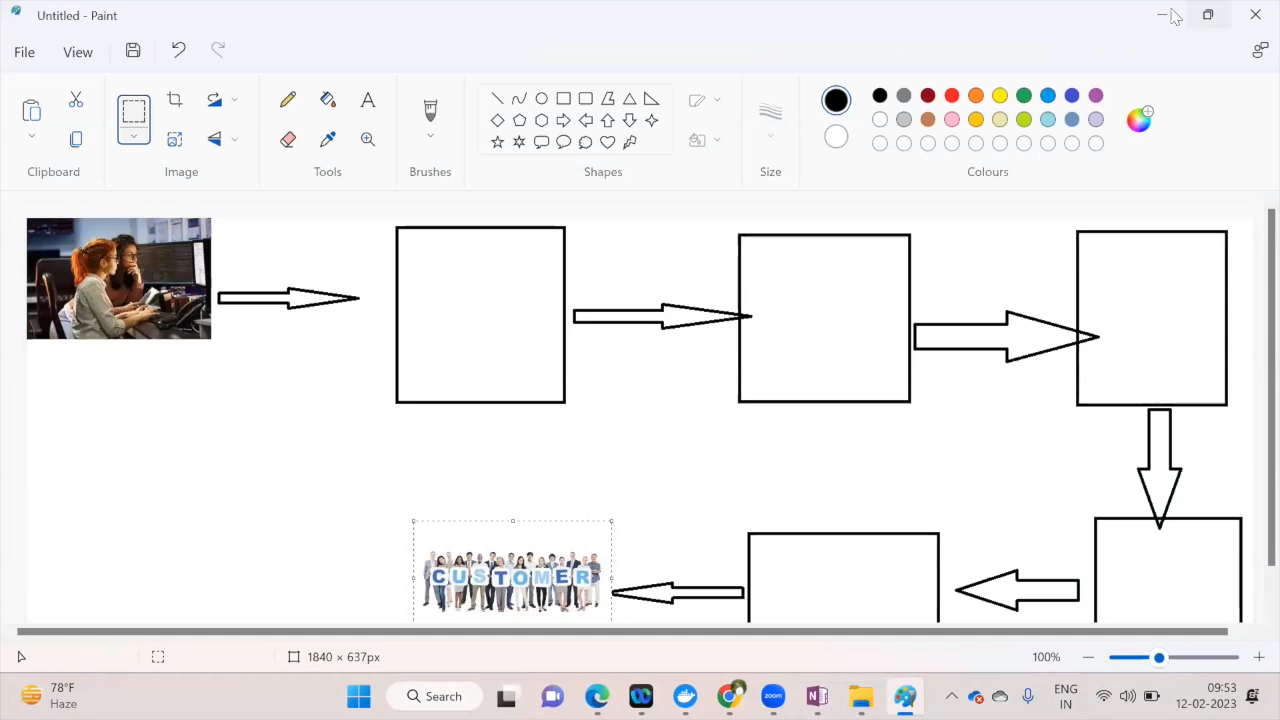 Untitled - Paint
File View
Clipboard Image Tools Brushes Shapes Size Colours
CUSTOMER
1840 × 637px 100%
78°F
Haze
Search
zoom
ENG
IN
09:53
12-02-2023